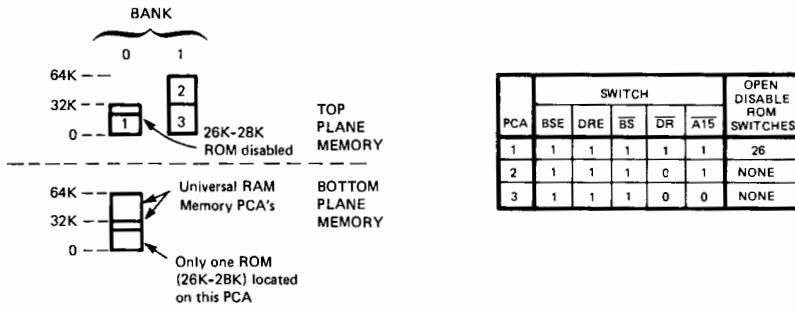 BANK
0 1
64K
32K
0
2
1
3
26K-28K
ROM disabled
TOP
PLANE
MEMORY
64K
32K
0
Universal RAM
Memory PCA's
BOTTOM
PLANE
MEMORY
Only one ROM
(26K-28K) located
on this PCA
PCA SWITCH OPEN DISABLE ROM SWITCHES
BSE DRE B̅S̅ D̅R̅ A̅1̅5̅
1 1 1 1 1 1 26
2 1 1 1 0 1 NONE
3 1 1 1 0 0 NONE